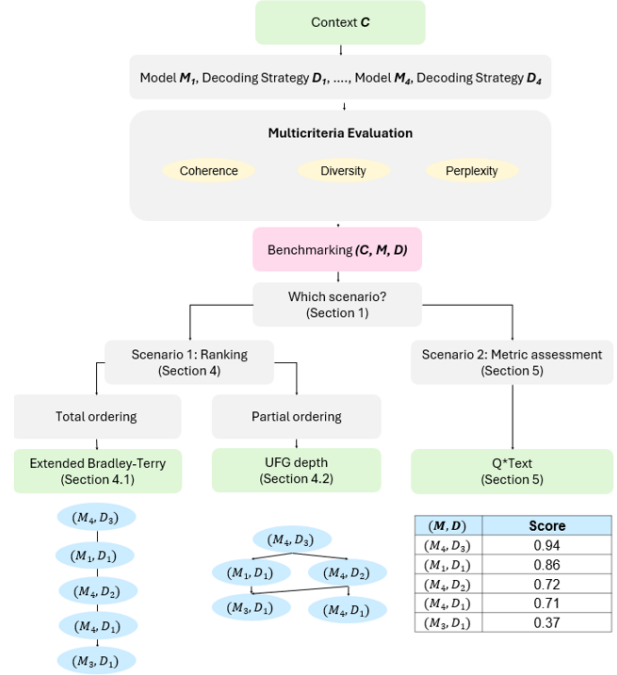 Context C
Model M₁, Decoding Strategy D₁, ...., Model M₄, Decoding Strategy D₄
Multicriteria Evaluation
Coherence
Diversity
Perplexity
Benchmarking (C, M, D)
Which scenario?
(Section 1)
Scenario 1: Ranking
(Section 4)
Scenario 2: Metric assessment
(Section 5)
Total ordering
Partial ordering
Extended Bradley-Terry
(Section 4.1)
UFG depth
(Section 4.2)
Q*Text
(Section 5)
(M₄, D₃)
(M₁, D₁)
(M₄, D₂)
(M₄, D₁)
(M₃, D₁)
(M₄, D₃)
(M₁, D₁) (M₄, D₂)
(M₃, D₁) (M₄, D₁)
(M, D) Score
(M₄, D₃) 0.94
(M₁, D₁) 0.86
(M₄, D₂) 0.72
(M₄, D₁) 0.71
(M₃, D₁) 0.37